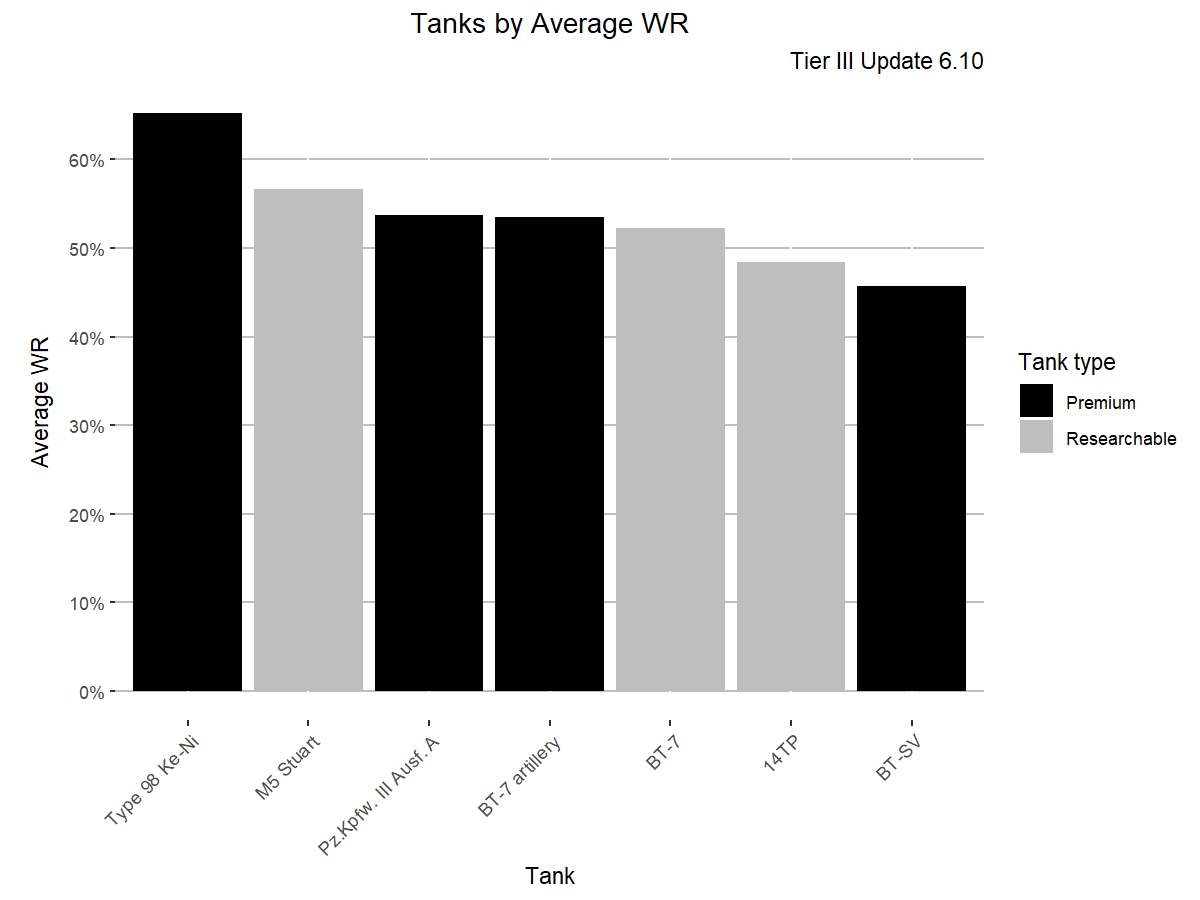 Tanks by Average WR
Tier III Update 6.10
Average WR
60%
50%
40%
30%
20%
10%
0%
Type 98 Ke-Ni
M5 Stuart
Pz.Kpfw. III Ausf. A
BT-7 artillery
BT-7
14TP
BT-SV
Tank
Tank type
Premium
Researchable